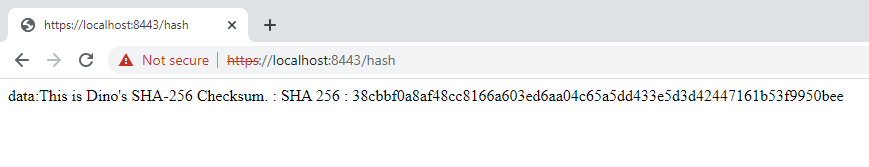 https://localhost:8443/hash
Not secure https://localhost:8443/hash
data:This is Dino's SHA-256 Checksum. : SHA 256 : 38cbbf0a8af48cc8166a603ed6aa04c65a5dd433e5d3d42447161b53f9950bee